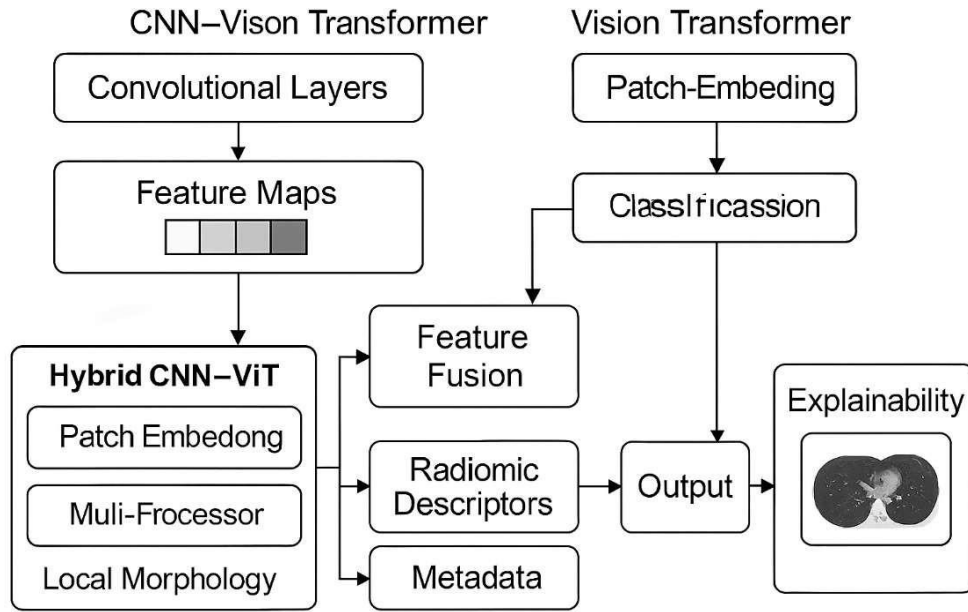 CNN–Vison Transformer
Convolutional Layers
Feature Maps
Hybrid CNN–ViT
Patch Embedong
Muli-Frocessor
Local Morphology
Vision Transformer
Patch-Embeding
Classificassion
Feature
Fusion
Radiomic
Descriptors
Metadata
Output
Explainability